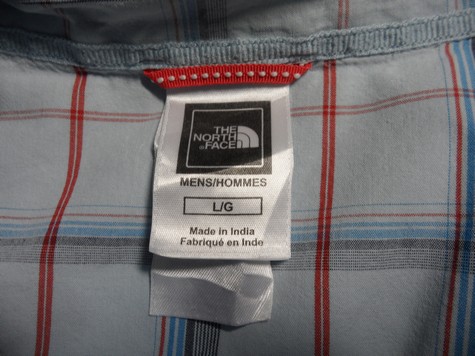 THE
NORTH
FACE
MENS/HOMMES
L/G
Made in India
Fabriqué en Inde